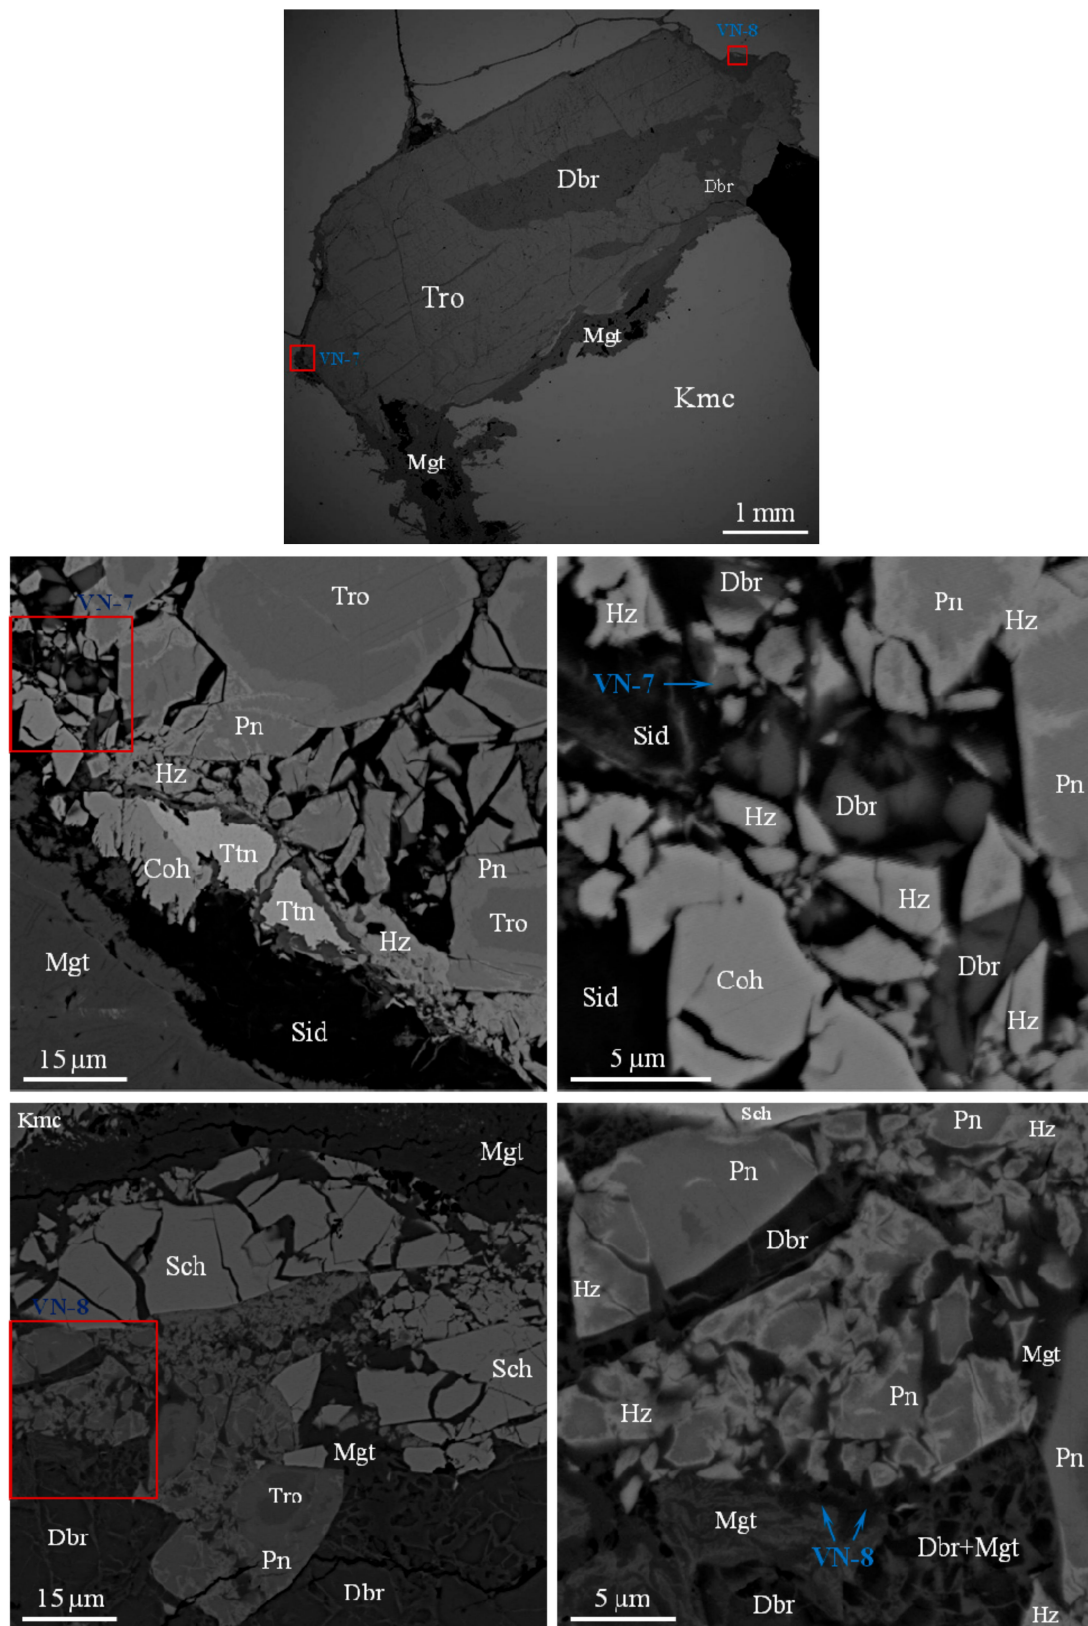 VN-8
Dbr
Dbr
Tro
Mgt
VN-7
Kmc
Mgt
1 mm
VN-7
Tro
Pn
Hz
Coh
Ttn
Pn
Ttn
Tro
Hz
Mgt
Sid
15 µm
Dbr
Hz
Pn
Hz
VN-7
Sid
Pn
Dbr
Hz
Hz
Coh
Dbr
Sid
Hz
5 µm
Kmc
Mgt
Sch
VN-8
Sch
Mgt
Tro
Dbr
Pn
Dbr
15 µm
Sch
Pn
Hz
Pn
Dbr
Hz
Mgt
Hz
Pn
Pn
Mgt
VN-8
Dbr+Mgt
Dbr
5 µm
Hz